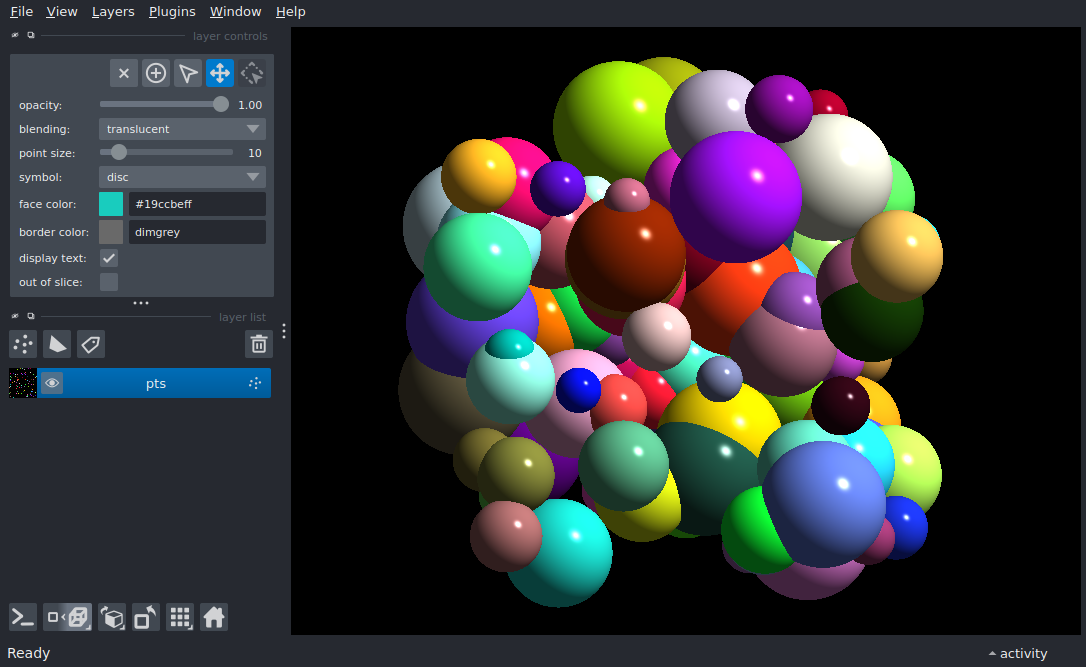 File View Layers Plugins Window Help
layer controls
opacity: 1.00
blending: translucent
point size: 10
symbol: disc
face color: #19ccbeff
border color: dimgrey
display text:
out of slice:
layer list
pts
Ready
activity